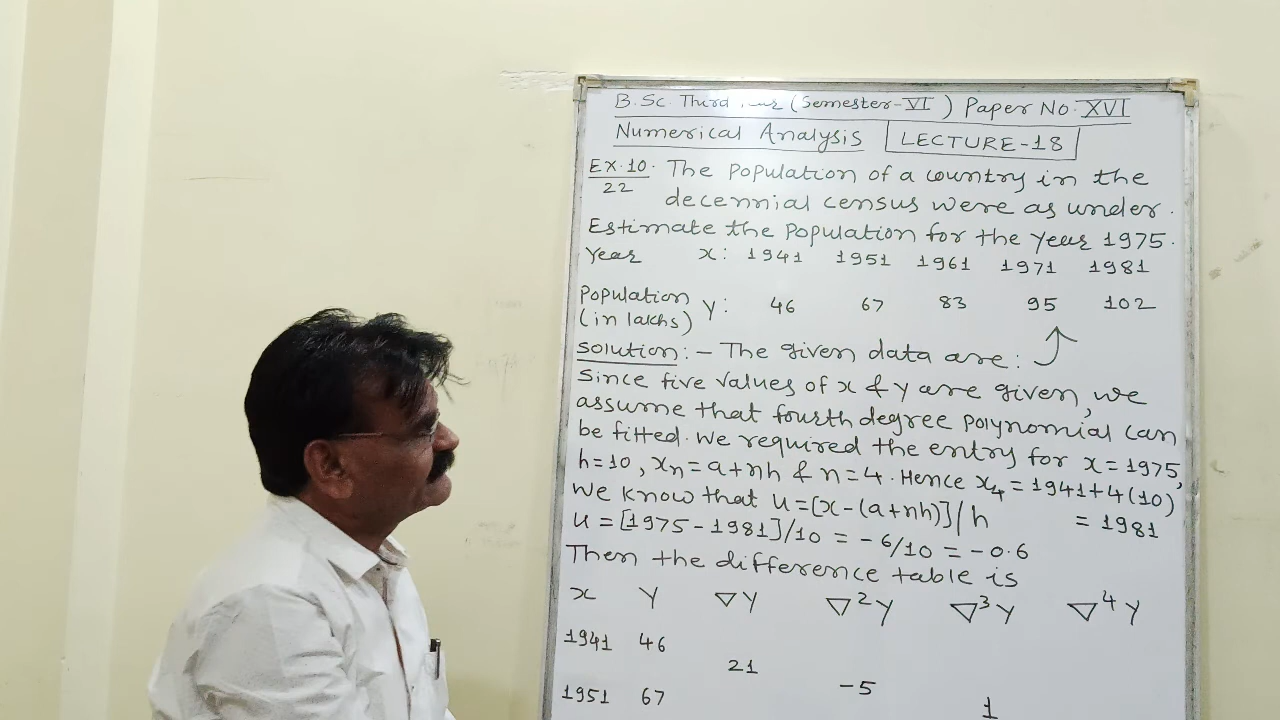 B.Sc. Third (Semester-VI) Paper No. XVI
Numerical Analysis LECTURE-18
EX.10. The Population of a country in the
22 decennial census were as under.
Estimate the Population for the year 1975.
Year x: 1941 1951 1961 1971 1981
Population y: 46 67 83 95 102
(in lakhs)
Solution:- The given data are:
Since five values of x & y are given, we
assume that fourth degree polynomial can
be fitted. We required the entry for x = 1975,
h=10, xn = a+nh & n=4. Hence x4 = 1941+4(10)
We know that u=[x-(a+nh)]/h = 1981
u = [1975-1981]/10 = -6/10 = -0.6
Then the difference table is
x y ▽y ▽²y ▽³y ▽⁴y
1941 46
21
-5
1951 67
1